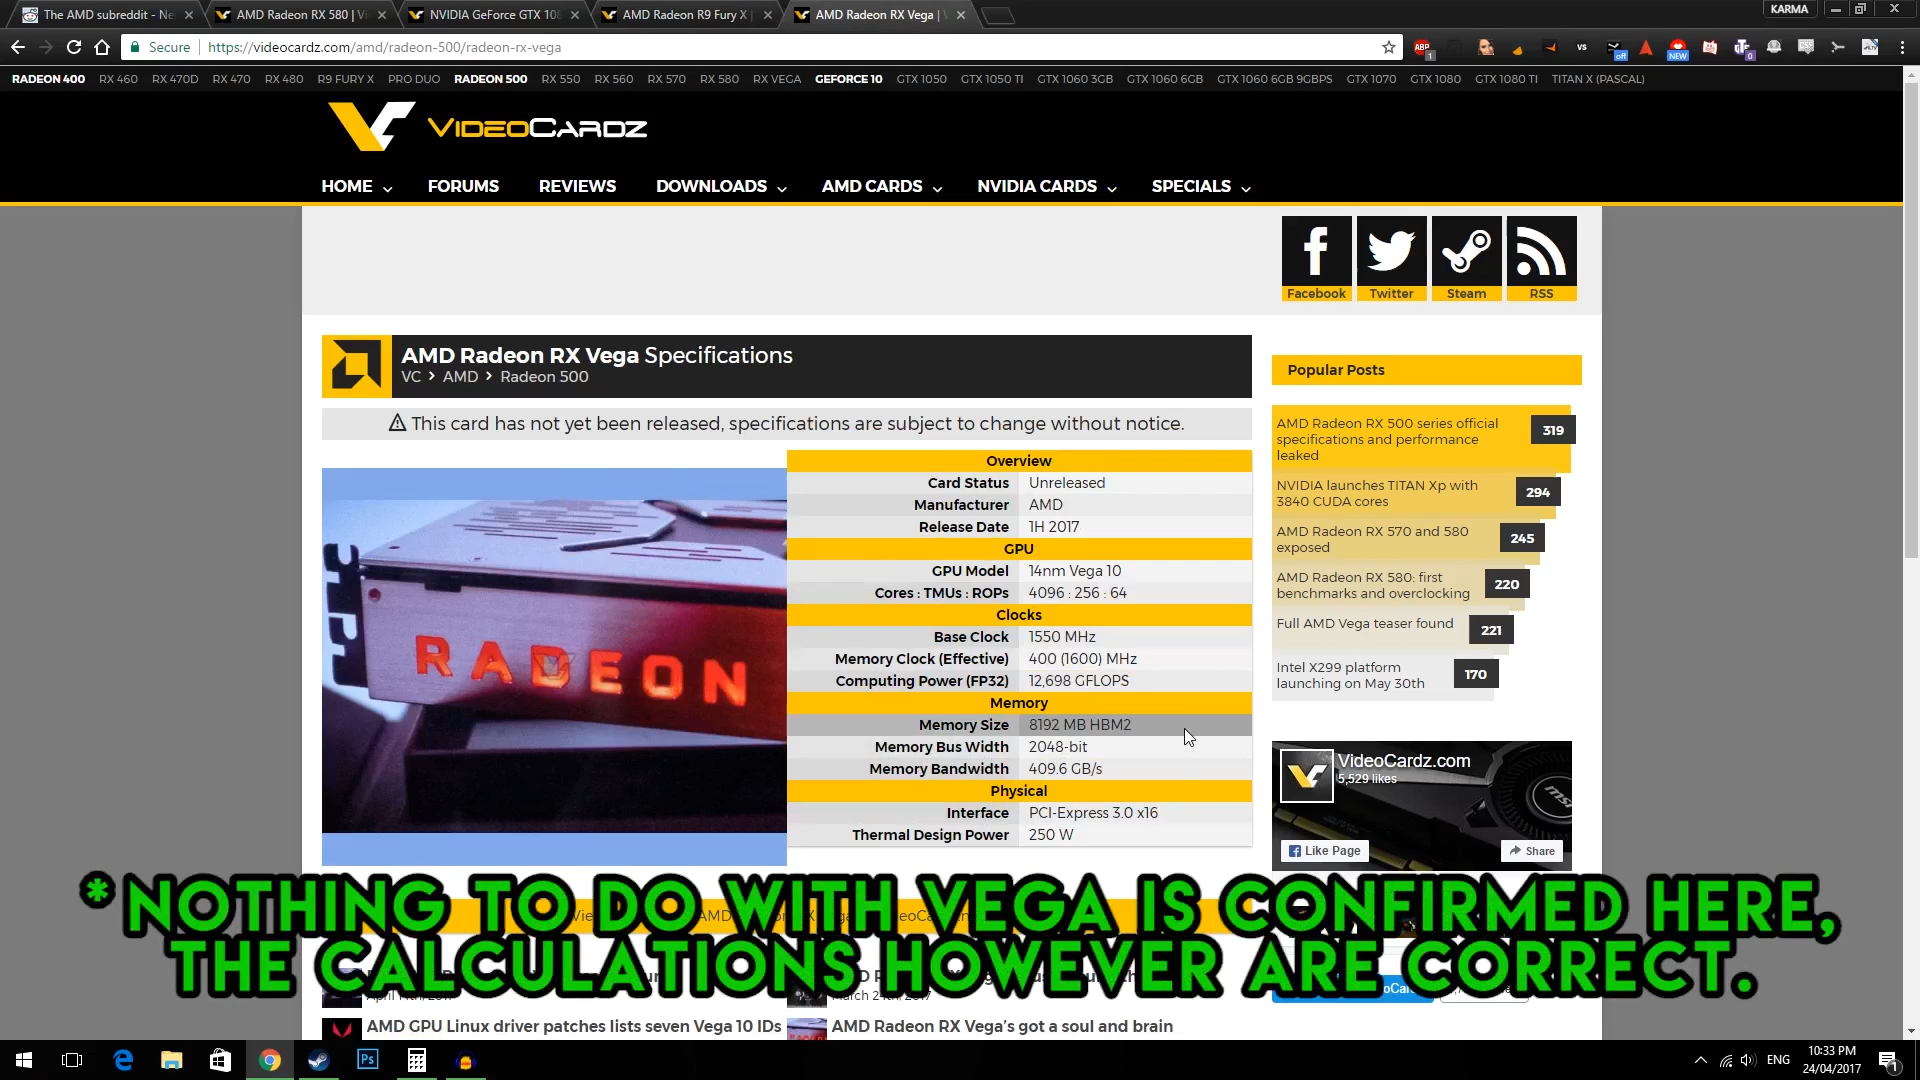 The AMD subreddit - Ne
AMD Radeon RX 580 | Vi
NVIDIA GeForce GTX 108
AMD Radeon R9 Fury X |
AMD Radeon RX Vega | V
KARMA
Secure
https://videocardz.com/amd/radeon-500/radeon-rx-vega
ABP
1
VS
off
NEW
0
RADEON 400 RX 460 RX 470D RX 470 RX 480 R9 FURY X PRO DUO RADEON 500 RX 550 RX 560 RX 570 RX 580 RX VEGA GEFORCE 10 GTX 1050 GTX 1050 TI GTX 1060 3GB GTX 1060 6GB GTX 1060 6GB 9GBPS GTX 1070 GTX 1080 GTX 1080 TI TITAN X (PASCAL)
VIDEOCARDZ
HOME FORUMS REVIEWS DOWNLOADS AMD CARDS NVIDIA CARDS SPECIALS
Facebook Twitter Steam RSS
AMD Radeon RX Vega Specifications
VC > AMD > Radeon 500
This card has not yet been released, specifications are subject to change without notice.
RADEON
Overview
Card Status Unreleased
Manufacturer AMD
Release Date 1H 2017
GPU
GPU Model 14nm Vega 10
Cores : TMUs : ROPs 4096 : 256 : 64
Clocks
Base Clock 1550 MHz
Memory Clock (Effective) 400 (1600) MHz
Computing Power (FP32) 12,698 GFLOPS
Memory
Memory Size 8192 MB HBM2
Memory Bus Width 2048-bit
Memory Bandwidth 409.6 GB/s
Physical
Interface PCI-Express 3.0 x16
Thermal Design Power 250 W
Popular Posts
AMD Radeon RX 500 series official
specifications and performance
leaked
319
NVIDIA launches TITAN Xp with
3840 CUDA cores
294
AMD Radeon RX 570 and 580
exposed
245
AMD Radeon RX 580: first
benchmarks and overclocking
220
Full AMD Vega teaser found
221
Intel X299 platform
launching on May 30th
170
VideoCardz.com
5,529 likes
msi
Like Page
Share
*NOTHING TO DO WITH VEGA IS CONFIRMED HERE,
THE CALCULATIONS HOWEVER ARE CORRECT.
AMD GPU Linux driver patches lists seven Vega 10 IDs
AMD Radeon RX Vega's got a soul and brain
Ps
ENG
10:33 PM
24/04/2017
1